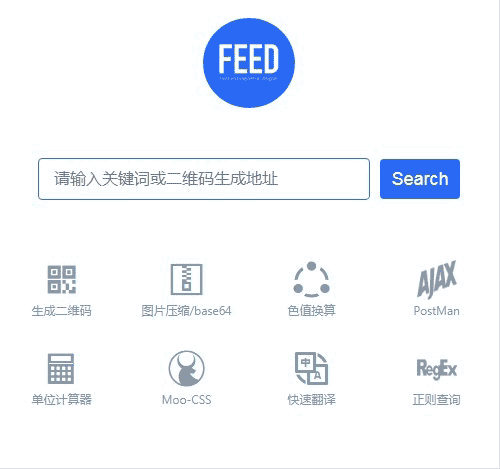 FEED
请输入关键词或二维码生成地址
Search
AJAX
生成二维码
图片压缩/base64
色值换算
PostMan
中
A
RegEx
单位计算器
Moo-CSS
快速翻译
正则查询